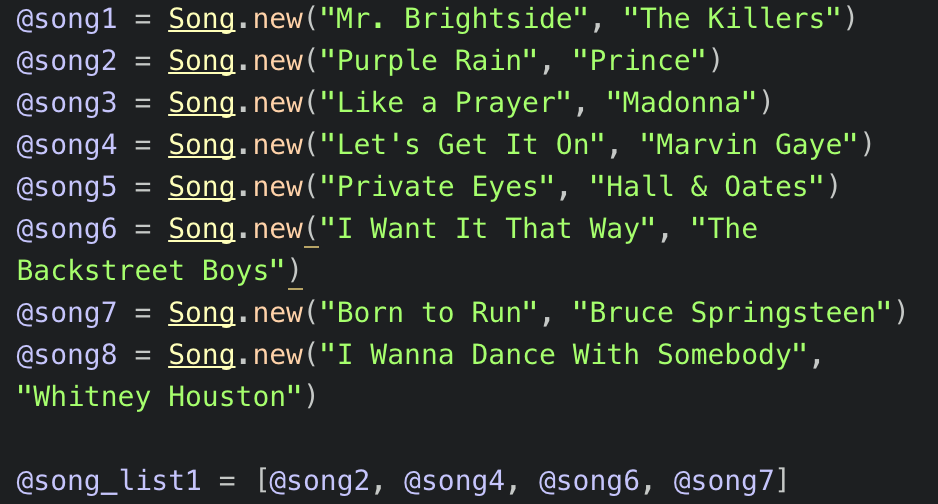 @song1 = Song.new("Mr. Brightside", "The Killers")
@song2 = Song.new("Purple Rain", "Prince")
@song3 = Song.new("Like a Prayer", "Madonna")
@song4 = Song.new("Let's Get It On", "Marvin Gaye")
@song5 = Song.new("Private Eyes", "Hall & Oates")
@song6 = Song.new("I Want It That Way", "The
Backstreet Boys")
@song7 = Song.new("Born to Run", "Bruce Springsteen")
@song8 = Song.new("I Wanna Dance With Somebody",
"Whitney Houston")
@song_list1 = [@song2, @song4, @song6, @song7]